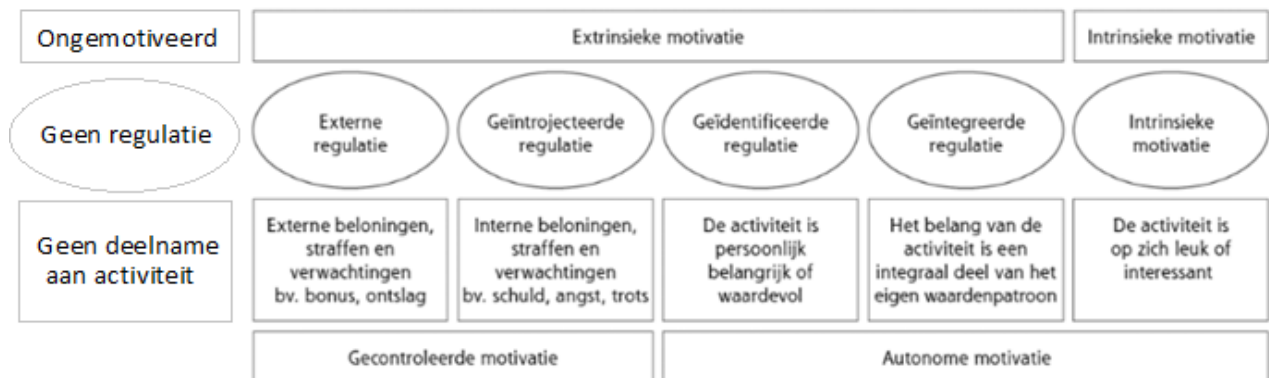 Ongemotiveerd
Extrinsieke motivatie
Intrinsieke motivatie
Geen regulatie
Externe
regulatie
Geïntrojecteerde
regulatie
Geïdentificeerde
regulatie
Geïntegreerde
regulatie
Intrinsieke
motivatie
Geen deelname
aan activiteit
Externe beloningen,
straffen en
verwachtingen
bv. bonus, ontslag
Interne beloningen,
straffen en
verwachtingen
bv. schuld, angst, trots
De activiteit is
persoonlijk
belangrijk of
waardevol
Het belang van de
activiteit is een
integraal deel van het
eigen waardenpatroon
De activiteit is
op zich leuk of
interessant
Gecontroleerde motivatie
Autonome motivatie